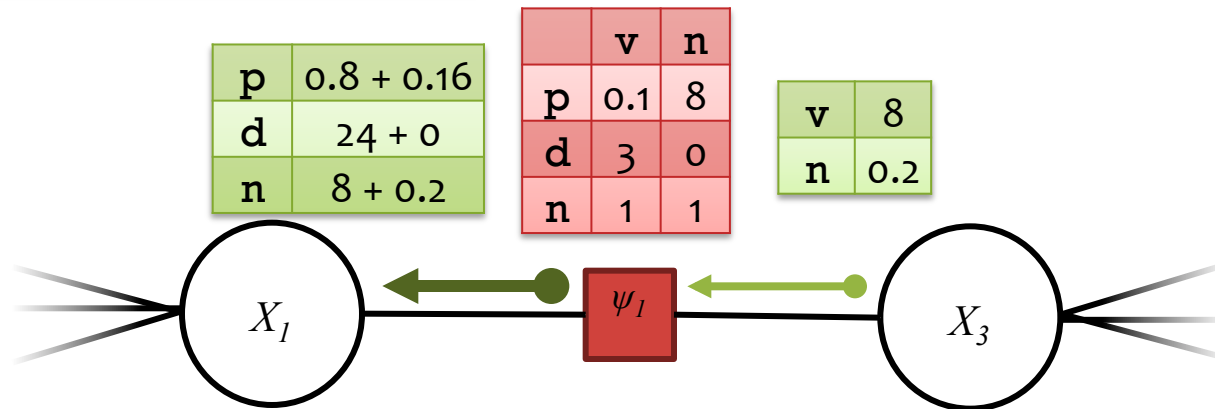 p 0.8 + 0.16
d 24 + 0
n 8 + 0.2
v n
p 0.1 8
d 3 0
n 1 1
v 8
n 0.2
X₁
ψ₁
X₃